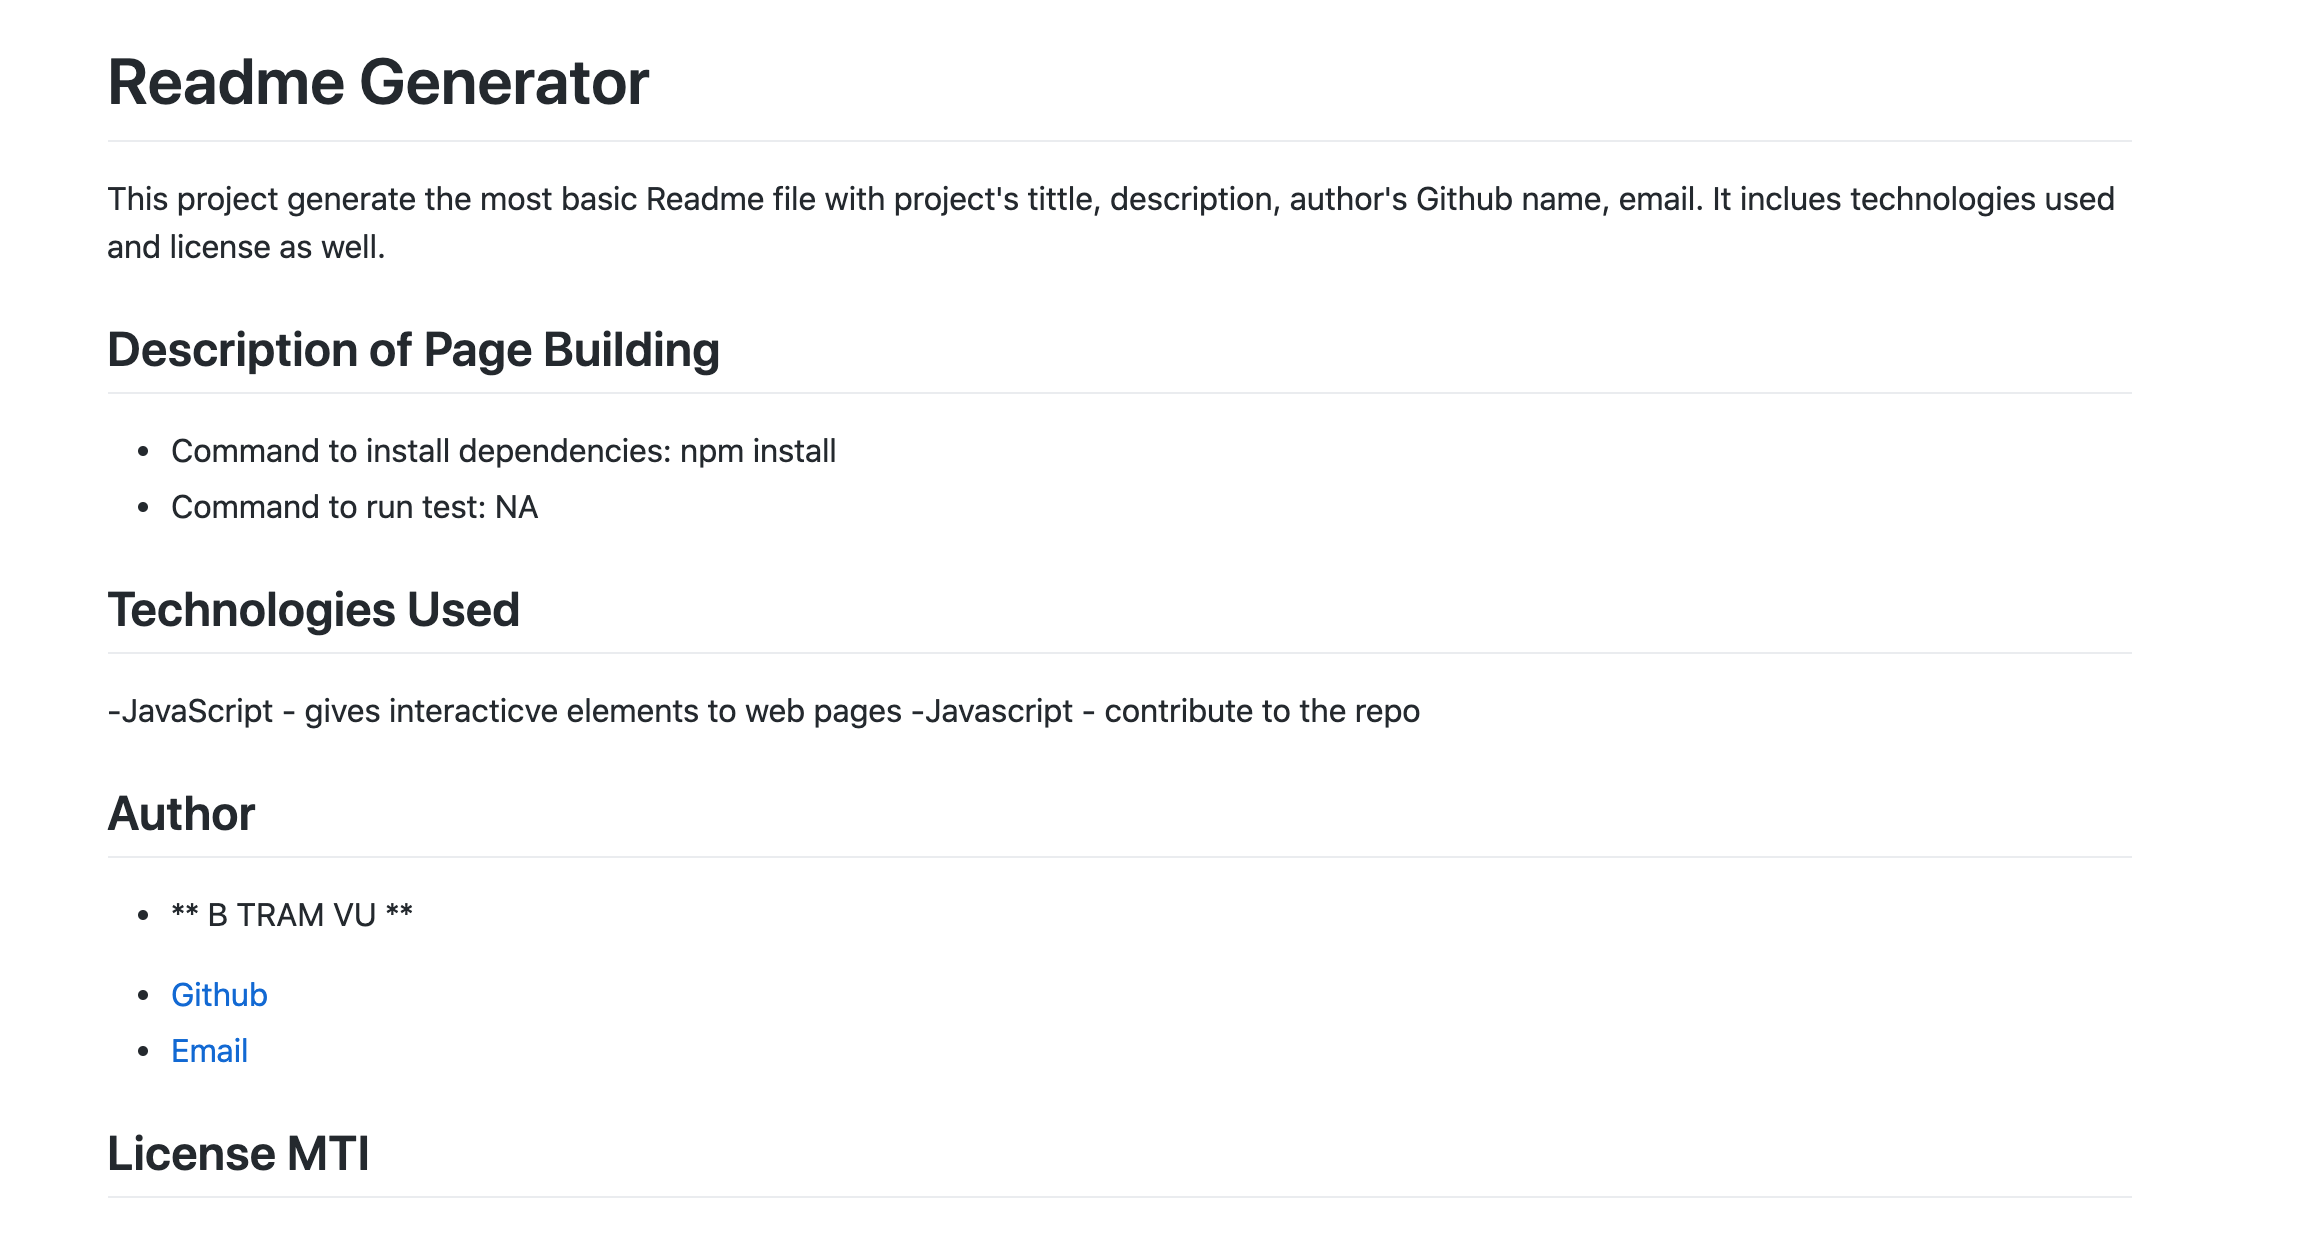 Readme Generator
This project generate the most basic Readme file with project's tittle, description, author's Github name, email. It inclues technologies used
and license as well.
Description of Page Building
• Command to install dependencies: npm install
• Command to run test: NA
Technologies Used
-JavaScript - gives interacticve elements to web pages -Javascript - contribute to the repo
Author
• ** B TRAM VU **
• Github
• Email
License MTI